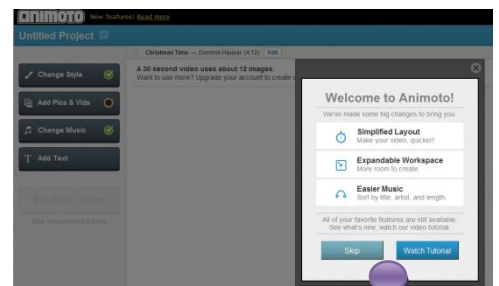 ANIMOTO New features! Read more
Untitled Project
Christmas Time — Dominik Hauser (4:12) Edit
A 30 second video uses about 12 images.
Want to use more? Upgrade your account to create
Change Style
Add Pics & Vids
Change Music
Add Text
Produce Video
Welcome to Animoto!
We've made some big changes to bring you:
Simplified Layout
Make your video, quicker!
Expandable Workspace
More room to create
Easier Music
Sort by title, artist, and length
All of your favorite features are still available.
See what's new, watch our video tutorial.
Skip
Watch Tutorial